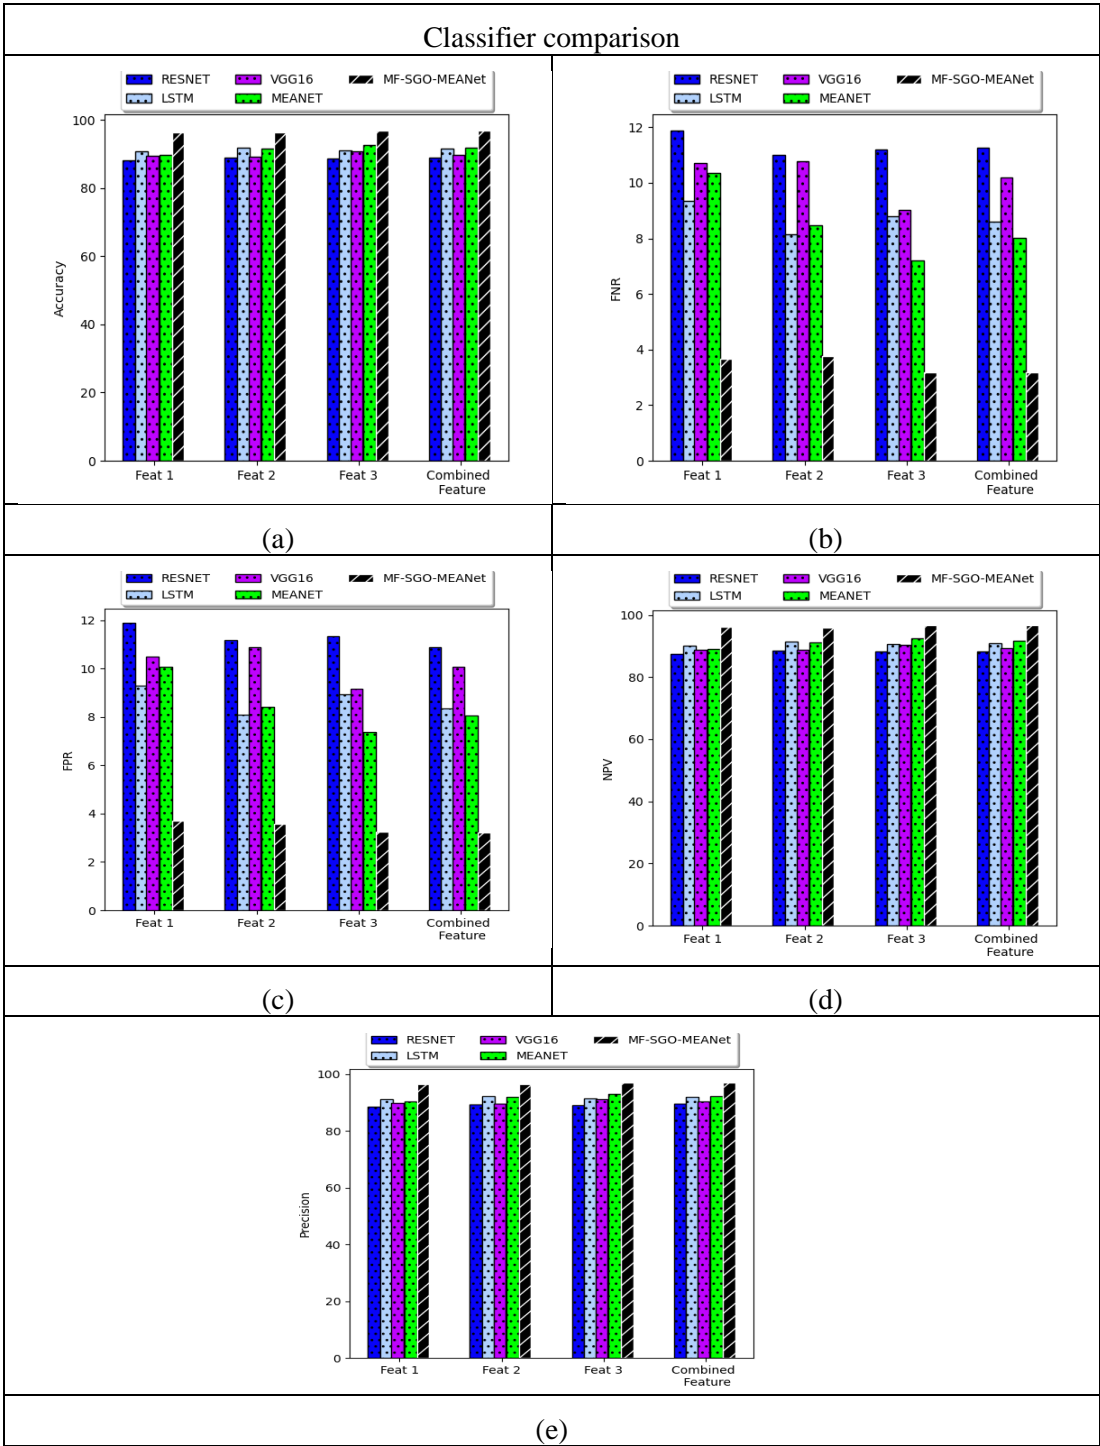 Classifier comparison
RESNET VGG16 MF-SGO-MEANet
LSTM MEANET
Accuracy
100
80
60
40
20
0
Feat 1 Feat 2 Feat 3 Combined
Feature
RESNET VGG16 MF-SGO-MEANet
LSTM MEANET
FNR
12
10
8
6
4
2
0
Feat 1 Feat 2 Feat 3 Combined
Feature
(a) (b)
RESNET VGG16 MF-SGO-MEANet
LSTM MEANET
FPR
12
10
8
6
4
2
0
Feat 1 Feat 2 Feat 3 Combined
Feature
RESNET VGG16 MF-SGO-MEANet
LSTM MEANET
NPV
100
80
60
40
20
0
Feat 1 Feat 2 Feat 3 Combined
Feature
(c) (d)
RESNET VGG16 MF-SGO-MEANet
LSTM MEANET
Precision
100
80
60
40
20
0
Feat 1 Feat 2 Feat 3 Combined
Feature
(e)